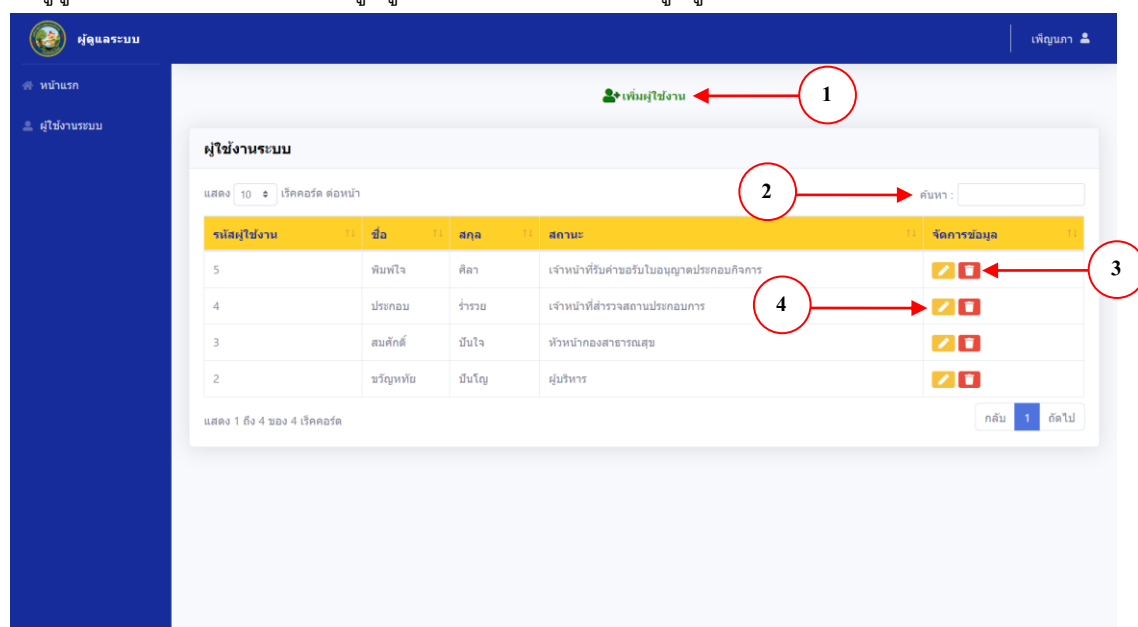 ผู้ดูแลระบบ
เพ็ญนภา
หน้าแรก
ผู้ใช้งานระบบ
เพิ่มผู้ใช้งาน
1
ผู้ใช้งานระบบ
แสดง 10 เร็คคอร์ด ต่อหน้า
2
ค้นหา :
รหัสผู้ใช้งาน ชื่อ สกุล สถานะ จัดการข้อมูล
5 พิมพ์ใจ ศิลา เจ้าหน้าที่รับคำขอรับใบอนุญาตประกอบกิจการ
3
4 ประกอบ ร่ำรวย เจ้าหน้าที่สำรวจสถานประกอบการ
4
3 สมศักดิ์ ปันใจ หัวหน้ากองสาธารณสุข
2 ขวัญหทัย ปันโญ ผู้บริหาร
แสดง 1 ถึง 4 ของ 4 เร็คคอร์ด
กลับ 1 ถัดไป